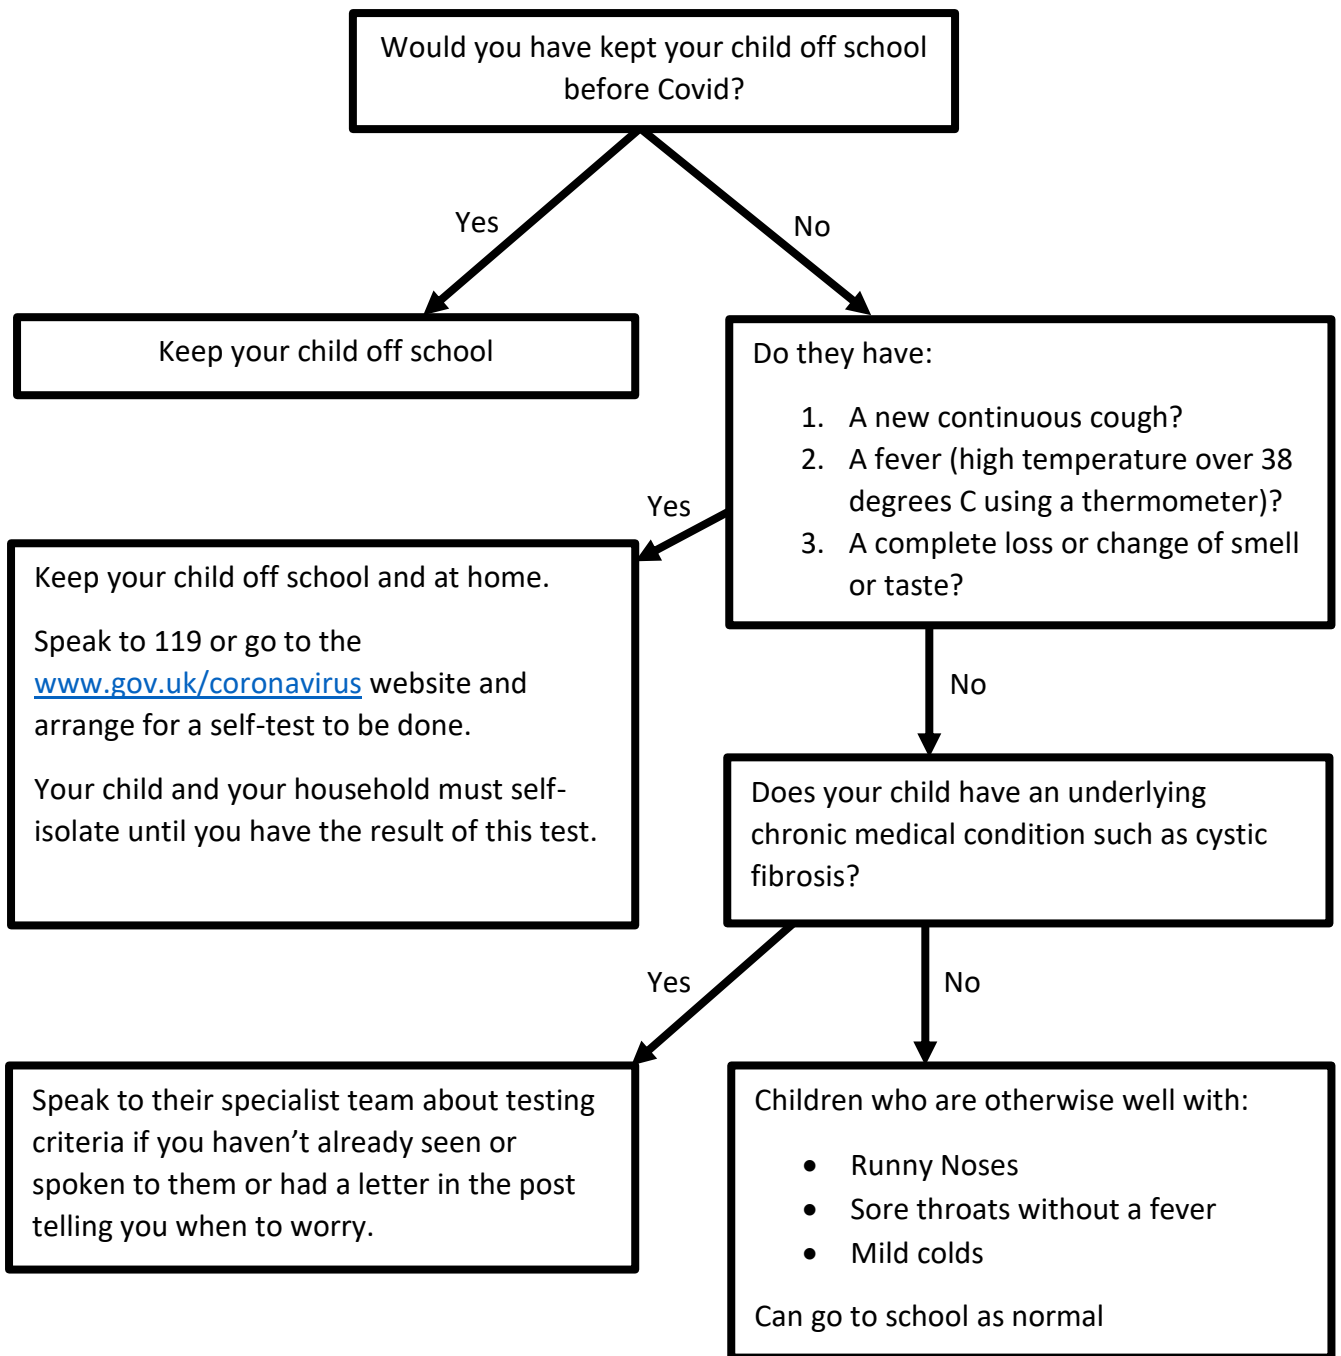 Would you have kept your child off school
before Covid?
Yes
No
Keep your child off school
Do they have:
1. A new continuous cough?
2. A fever (high temperature over 38
degrees C using a thermometer)?
3. A complete loss or change of smell
or taste?
Yes
Keep your child off school and at home.
Speak to 119 or go to the
www.gov.uk/coronavirus website and
arrange for a self-test to be done.
Your child and your household must self-
isolate until you have the result of this test.
No
Does your child have an underlying
chronic medical condition such as cystic
fibrosis?
Yes
No
Speak to their specialist team about testing
criteria if you haven’t already seen or
spoken to them or had a letter in the post
telling you when to worry.
Children who are otherwise well with:
• Runny Noses
• Sore throats without a fever
• Mild colds
Can go to school as normal